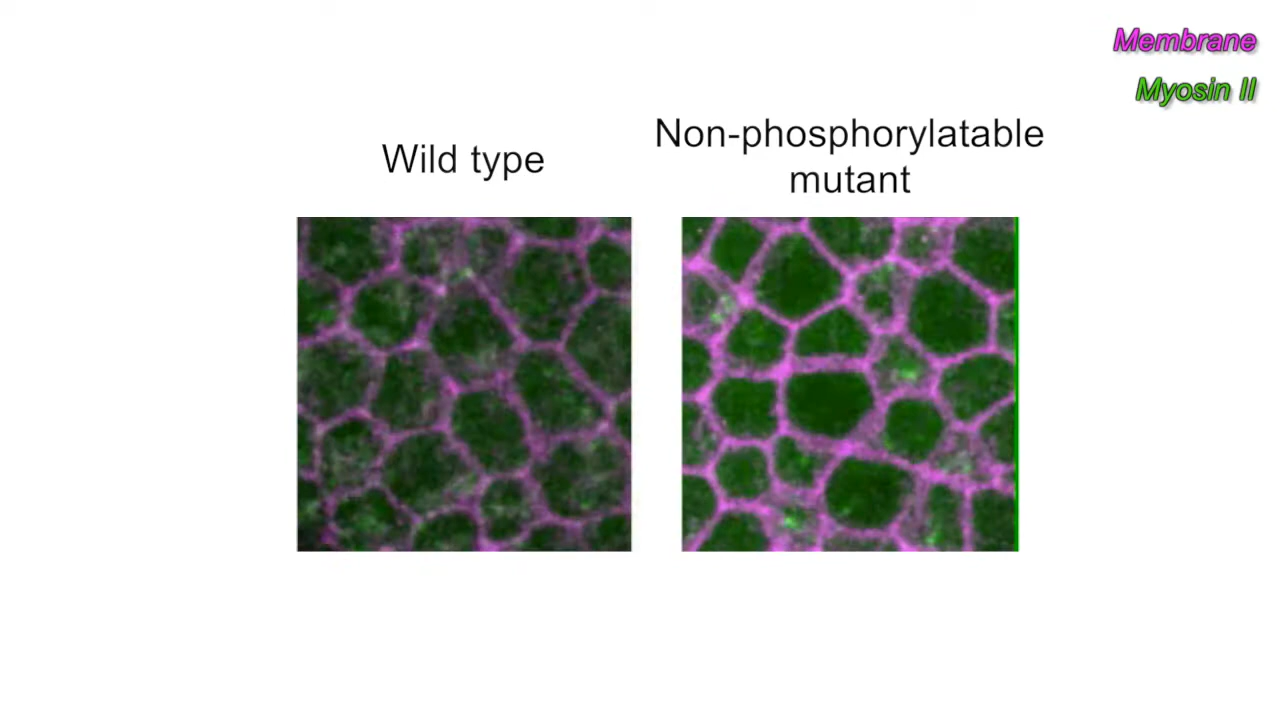 Membrane
Myosin II
Wild type
Non-phosphorylatable
mutant